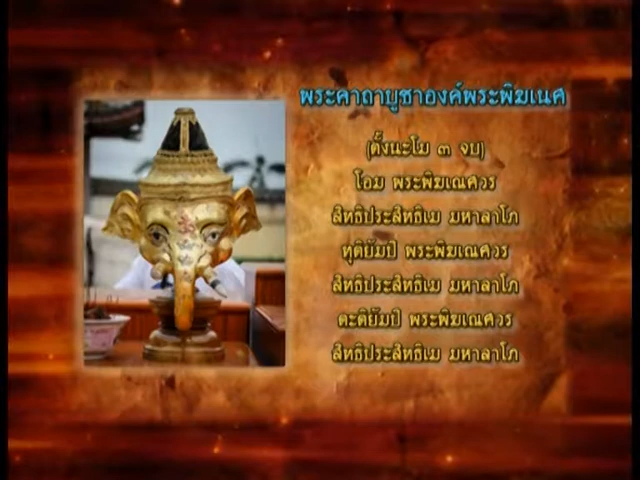 พระคาถาบูชาองค์พระพิฆเนศ
(ตั้งนะโม ๓ จบ)
โอม พระพิฆเณศวร
สิทธิประสิทธิเม มหาลาโภ
ทุติยัมปิ พระพิฆเณศวร
สิทธิประสิทธิเม มหาลาโภ
ตะติยัมปิ พระพิฆเณศวร
สิทธิประสิทธิเม มหาลาโภ